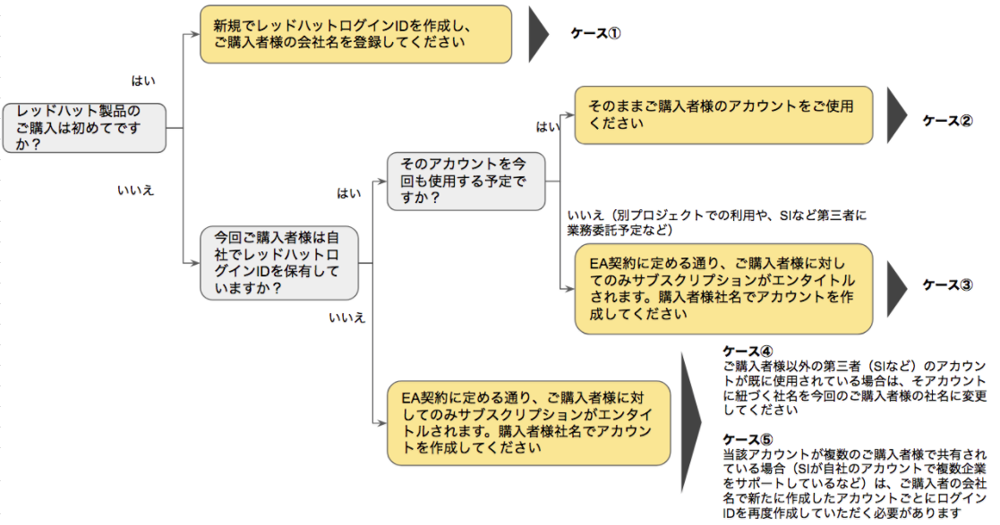 新規でレッドハットログインIDを作成し、
ご購入者様の会社名を登録してください
ケース①
はい
レッドハット製品の
ご購入は初めてです
か？
いいえ
そのままご購入者様のアカウントをご使用
ください
ケース②
はい
そのアカウントを今
回も使用する予定で
すか？
はい
いいえ（別プロジェクトでの利用や、SIなど第三者に
業務委託予定など）
今回ご購入者様は自
社でレッドハットロ
グインIDを保有して
いますか？
EA契約に定める通り、ご購入者様に対し
てのみサブスクリプションがエンタイトル
されます。購入者様社名でアカウントを作
成してください
ケース③
いいえ
EA契約に定める通り、ご購入者様に対
してのみサブスクリプションがエンタイ
トルされます。購入者様社名でアカウン
トを作成してください
ケース④
ご購入者様以外の第三者（SIなど）のアカウン
トが既に使用されている場合は、そアカウント
に紐づく社名を今回のご購入者様の社名に変更
してください
ケース⑤
当該アカウントが複数のご購入者様で共有され
ている場合（SIが自社のアカウントで複数企業
をサポートしているなど）は、ご購入者の会社
名で新たに作成したアカウントごとにログイン
IDを再度作成していただく必要があります